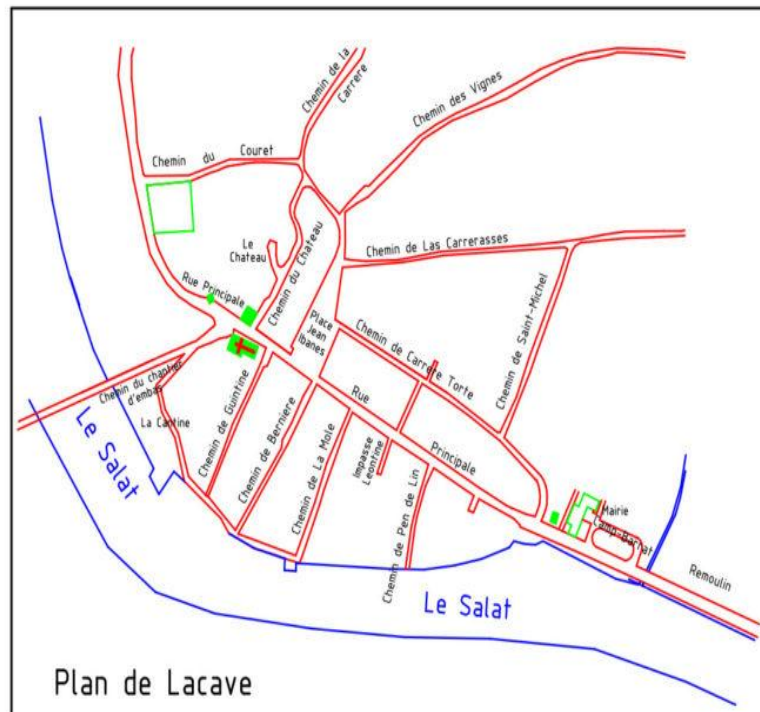 Chemin de la
Carrere
Chemin des Vignes
Chemin du Couret
Le
Chateau
Chemin du Chateau
Chemin de Las Carrerasses
Rue Principale
Place
Jean
Ibanes
Chemin de Saint-Michel
Chemin de Carrere Torte
Chemin du chantier
d'embas
La Cantine
Chemin de Guintine
Chemin de Berniere
Chemin de La Mole
Rue Principale
Impasse
Leontine
Chemin de Pen de Lin
Mairie
Camp-Barrat
Remoulin
Le Salat
Le Salat
Plan de Lacave